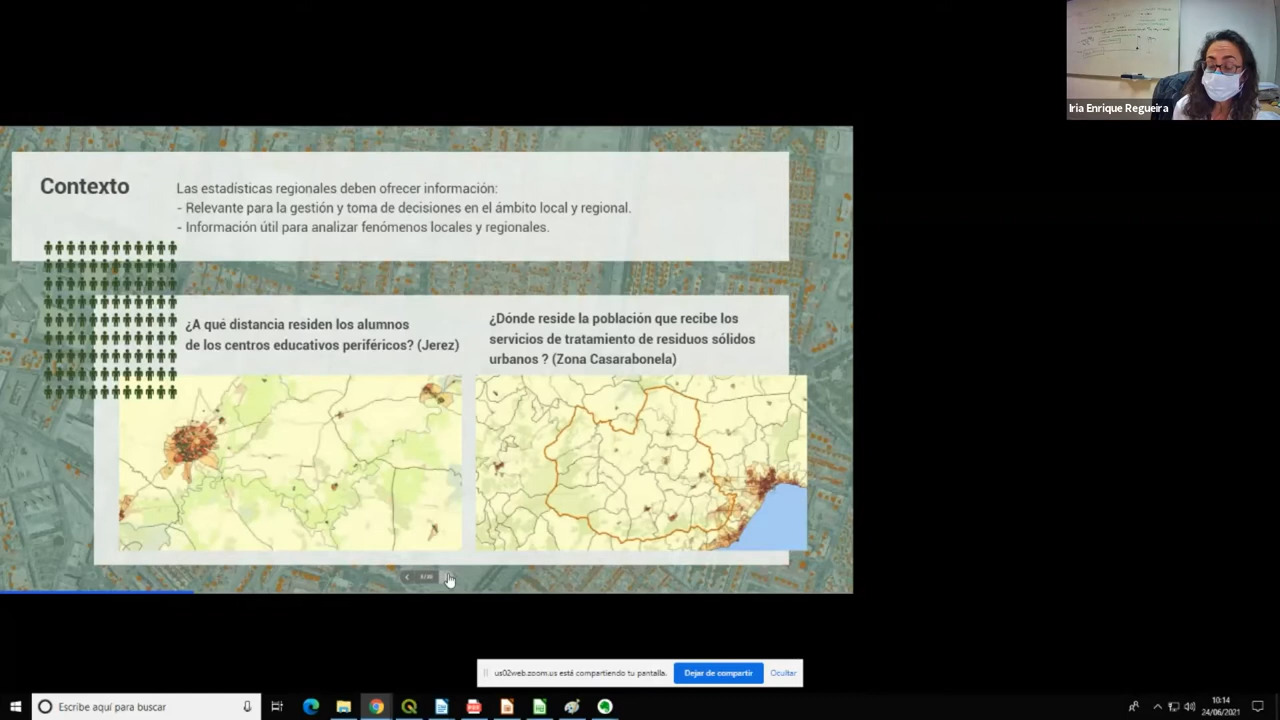 Iria Enrique Regueira
Contexto
Las estadísticas regionales deben ofrecer información:
- Relevante para la gestión y toma de decisiones en el ámbito local y regional.
- Información útil para analizar fenómenos locales y regionales.
¿A qué distancia residen los alumnos
de los centros educativos periféricos? (Jerez)
¿Dónde reside la población que recibe los
servicios de tratamiento de residuos sólidos
urbanos ? (Zona Casarabonela)
us02web.zoom.us está compartiendo tu pantalla.
Dejar de compartir
Ocultar
Escribe aquí para buscar
10:14
24/06/2021